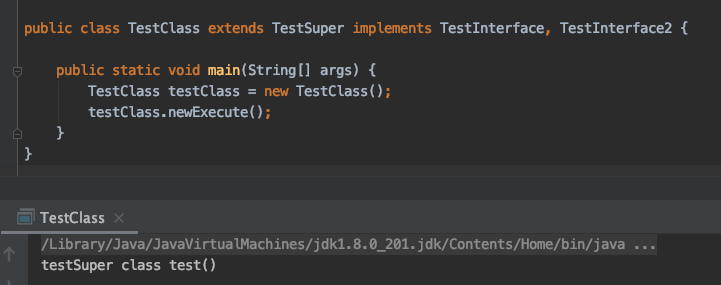 public class TestClass extends TestSuper implements TestInterface, TestInterface2 {
public static void main(String[] args) {
TestClass testClass = new TestClass();
testClass.newExecute();
}
}
TestClass
/Library/Java/JavaVirtualMachines/jdk1.8.0_201.jdk/Contents/Home/bin/java ...
testSuper class test()